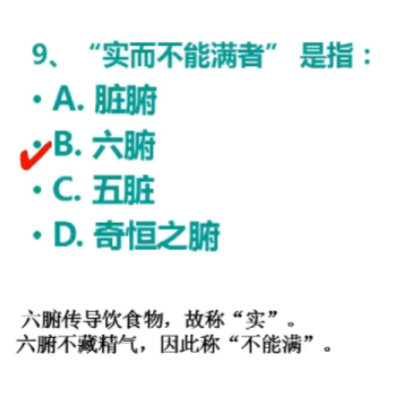 9、“实而不能满者” 是指：
• A. 脏腑
• B. 六腑
• C. 五脏
• D. 奇恒之腑
六腑传导饮食物，故称“实”。
六腑不藏精气，因此称“不能满”。